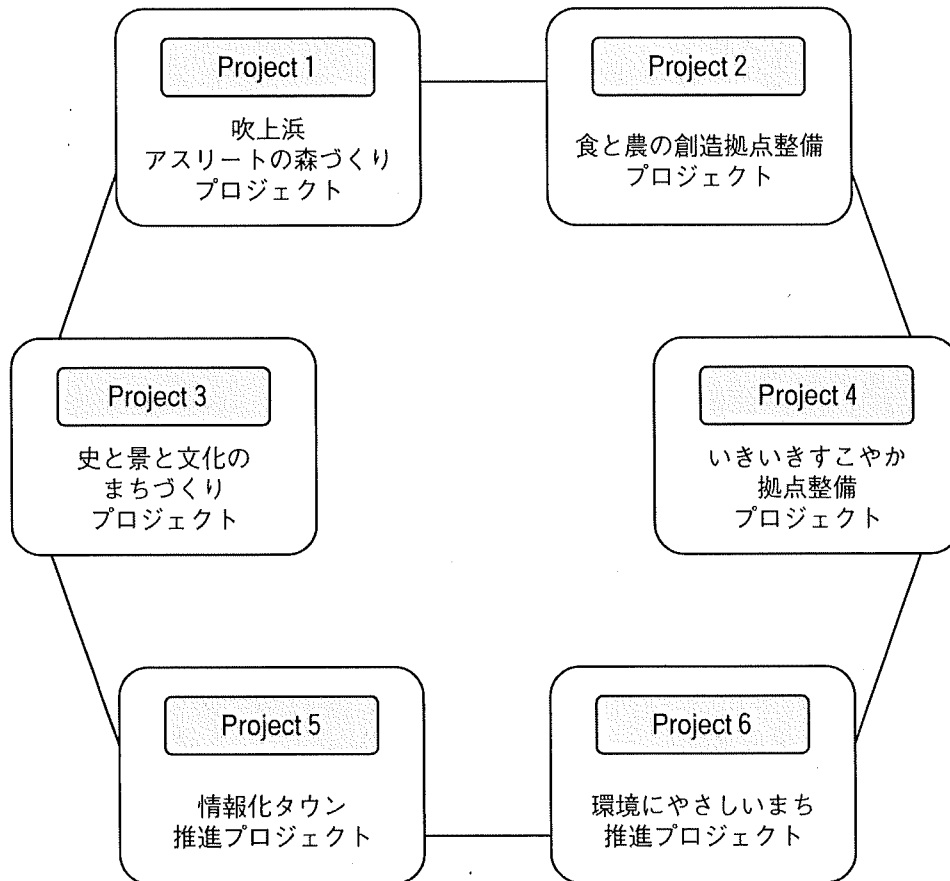 Project 1
吹上浜
アスリートの森づくり
プロジェクト
Project 2
食と農の創造拠点整備
プロジェクト
Project 3
史と景と文化の
まちづくり
プロジェクト
Project 4
いきいきすこやか
拠点整備
プロジェクト
Project 5
情報化タウン
推進プロジェクト
Project 6
環境にやさしいまち
推進プロジェクト